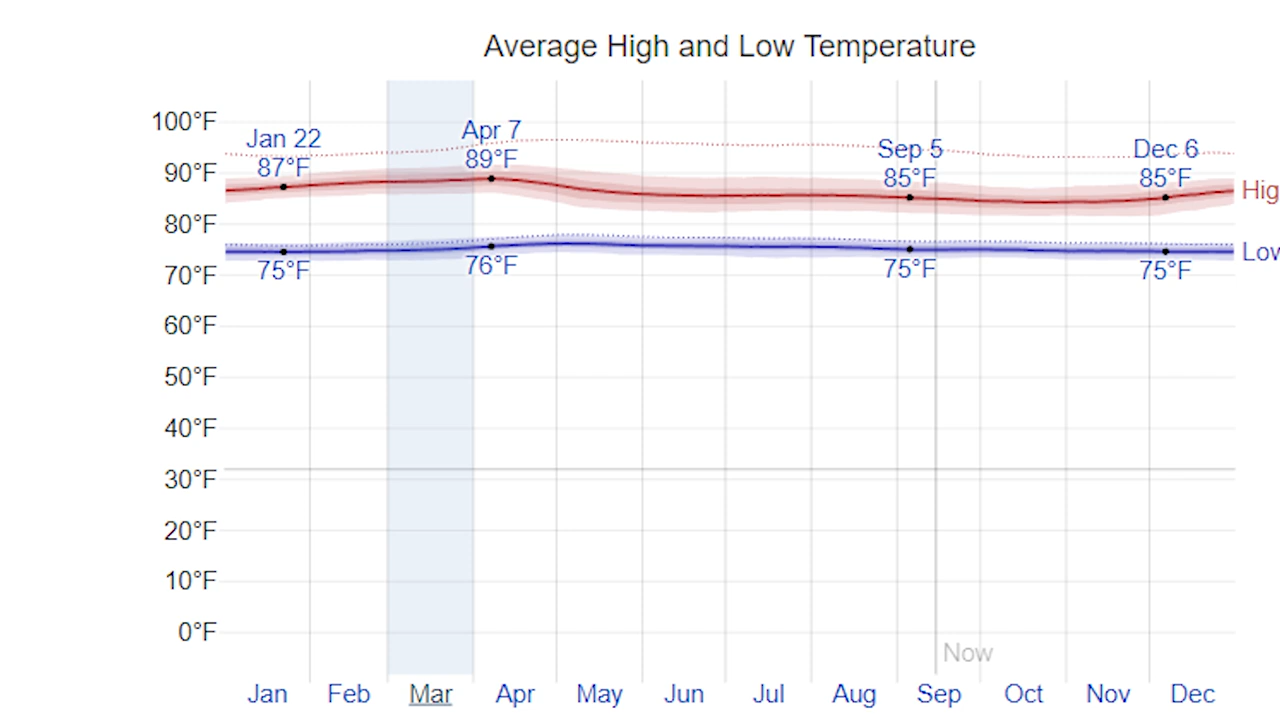 Average High and Low Temperature
100°F
90°F
80°F
70°F
60°F
50°F
40°F
30°F
20°F
10°F
0°F
Jan 22
87°F
Apr 7
89°F
Sep 5
85°F
Dec 6
85°F
Hig
75°F
76°F
75°F
75°F
Low
Now
Jan Feb Mar Apr May Jun Jul Aug Sep Oct Nov Dec